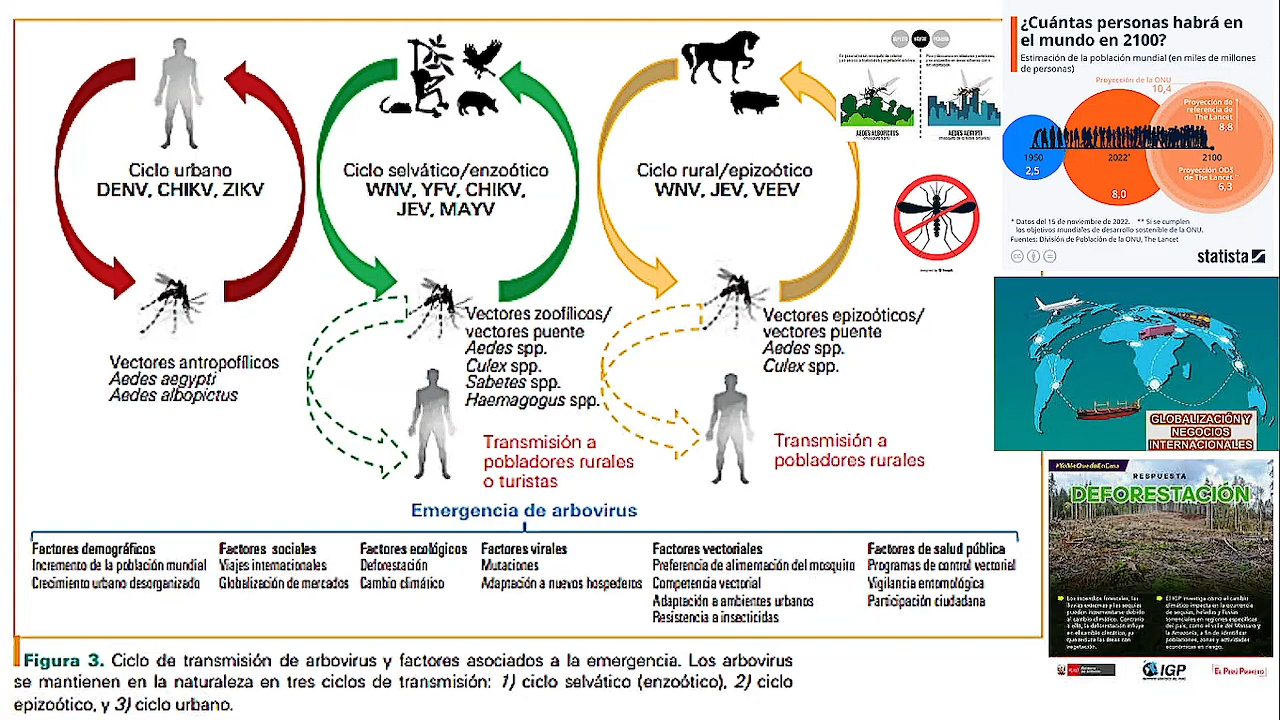 Ciclo urbano
DENV, CHIKV, ZIKV
Vectores antropofílicos
Aedes aegypti
Aedes albopictus
Ciclo selvático/enzoótico
WNV, YFV, CHIKV,
JEV, MAYV
Vectores zoofílicos/
vectores puente
Aedes spp.
Culex spp.
Sabetes spp.
Haemagogus spp.
Transmisión a
pobladores rurales
o turistas
Ciclo rural/epizoótico
WNV, JEV, VEEV
Vectores epizoóticos/
vectores puente
Aedes spp.
Culex spp.
Transmisión a
pobladores rurales
AEDES ALBOPICTUS
AEDES AEGYPTI
Emergencia de arbovirus
Factores demográficos
Incremento de la población mundial
Crecimiento urbano desorganizado
Factores sociales
Viajes internacionales
Globalización de mercados
Factores ecológicos
Deforestación
Cambio climático
Factores virales
Mutaciones
Adaptación a nuevos hospederos
Factores vectoriales
Preferencia de alimentación del mosquito
Competencia vectorial
Adaptación a ambientes urbanos
Resistencia a insecticidas
Factores de salud pública
Programas de control vectorial
Vigilancia entomológica
Participación ciudadana
Figura 3. Ciclo de transmisión de arbovirus y factores asociados a la emergencia. Los arbovirus
se mantienen en la naturaleza en tres ciclos de transmisión: 1) ciclo selvático (enzoótico), 2) ciclo
epizoótico, y 3) ciclo urbano.
¿Cuántas personas habrá en
el mundo en 2100?
Estimación de la población mundial (en miles de millones
de personas)
Proyección de la ONU
10,4
Proyección de
referencia de
The Lancet
8,8
1950
2022*
2100
2,5
8,0
Proyección ODS
de The Lancet**
6,3
* Datos del 15 de noviembre de 2022. ** Si se cumplen
los objetivos mundiales de desarrollo sostenible de la ONU.
Fuentes: División de Población de la ONU, The Lancet
statista
GLOBALIZACIÓN Y
NEGOCIOS
INTERNACIONALES
#YoMeQuedoEnCasa
RESPUESTA
DEFORESTACIÓN
IGP
EL PERÚ PRIMERO